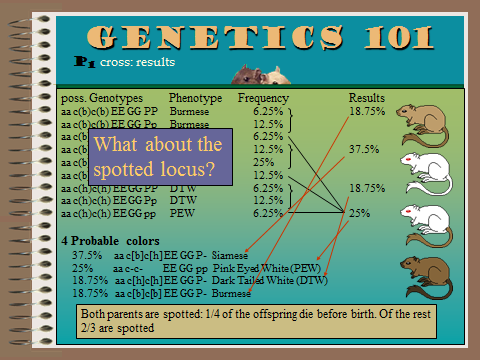 GENETICS 101
P1 cross: results
poss. Genotypes Phenotype Frequency Results
aa c(b)c(b) EE GG PP Burmese 6.25% 18.75%
aa c(b)c(b) EE GG Pp Burmese 12.5%
aa 6.25%
aa 12.5% 37.5%
aa 25%
aa 12.5%
aa c(h)c(h) EE GG PP DTW 6.25% 18.75%
aa c(h)c(h) EE GG Pp DTW 12.5%
aa c(h)c(h) EE GG pp PEW 6.25% 25%
What about the
spotted locus?
4 Probable colors
37.5% aa c[b]c[h] EE GG P- Siamese
25% aa c-c- EE GG pp Pink Eyed White (PEW)
18.75% aa c[h]c[h] EE GG P- Dark Tailed White (DTW)
18.75% aa c[b]c[b] EE GG P- Burmese
Both parents are spotted: 1/4 of the offspring die before birth. Of the rest
2/3 are spotted